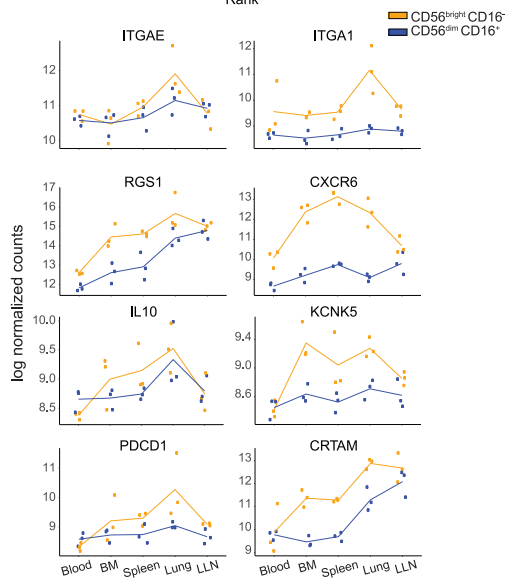 Rank
CD56bright CD16-
CD56dim CD16+
ITGAE
ITGA1
12
11
10
12
11
10
9
8
RGS1
CXCR6
17
16
15
14
13
12
13
12
11
10
9
8
log normalized counts
IL10
KCNK5
10.0
9.5
9.0
8.5
9.4
8.6
PDCD1
CRTAM
11
10
9
13
12
11
10
9
Blood BM Spleen Lung LLN
Blood BM Spleen Lung LLN